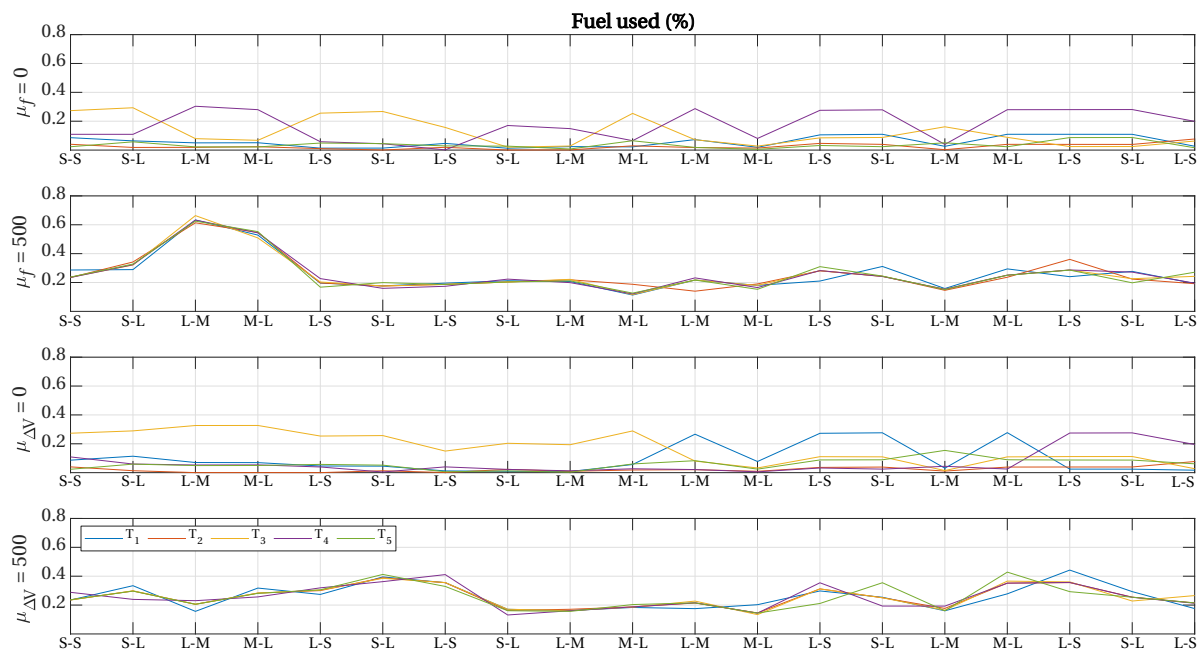 Fuel used (%)
0.8
0.6
0.4
0.2
μf = 0
S-S S-L L-M M-L L-S S-L L-S S-L L-M M-L L-M M-L L-S S-L L-M M-L L-S S-L L-S
0.8
0.6
0.4
0.2
μf = 500
S-S S-L L-M M-L L-S S-L L-S S-L L-M M-L L-M M-L L-S S-L L-M M-L L-S S-L L-S
0.8
0.6
0.4
0.2
μΔV = 0
S-S S-L L-M M-L L-S S-L L-S S-L L-M M-L L-M M-L L-S S-L L-M M-L L-S S-L L-S
0.8
0.6
0.4
0.2
μΔV = 500
T1 T2 T3 T4 T5
S-S S-L L-M M-L L-S S-L L-S S-L L-M M-L L-M M-L L-S S-L L-M M-L L-S S-L L-S